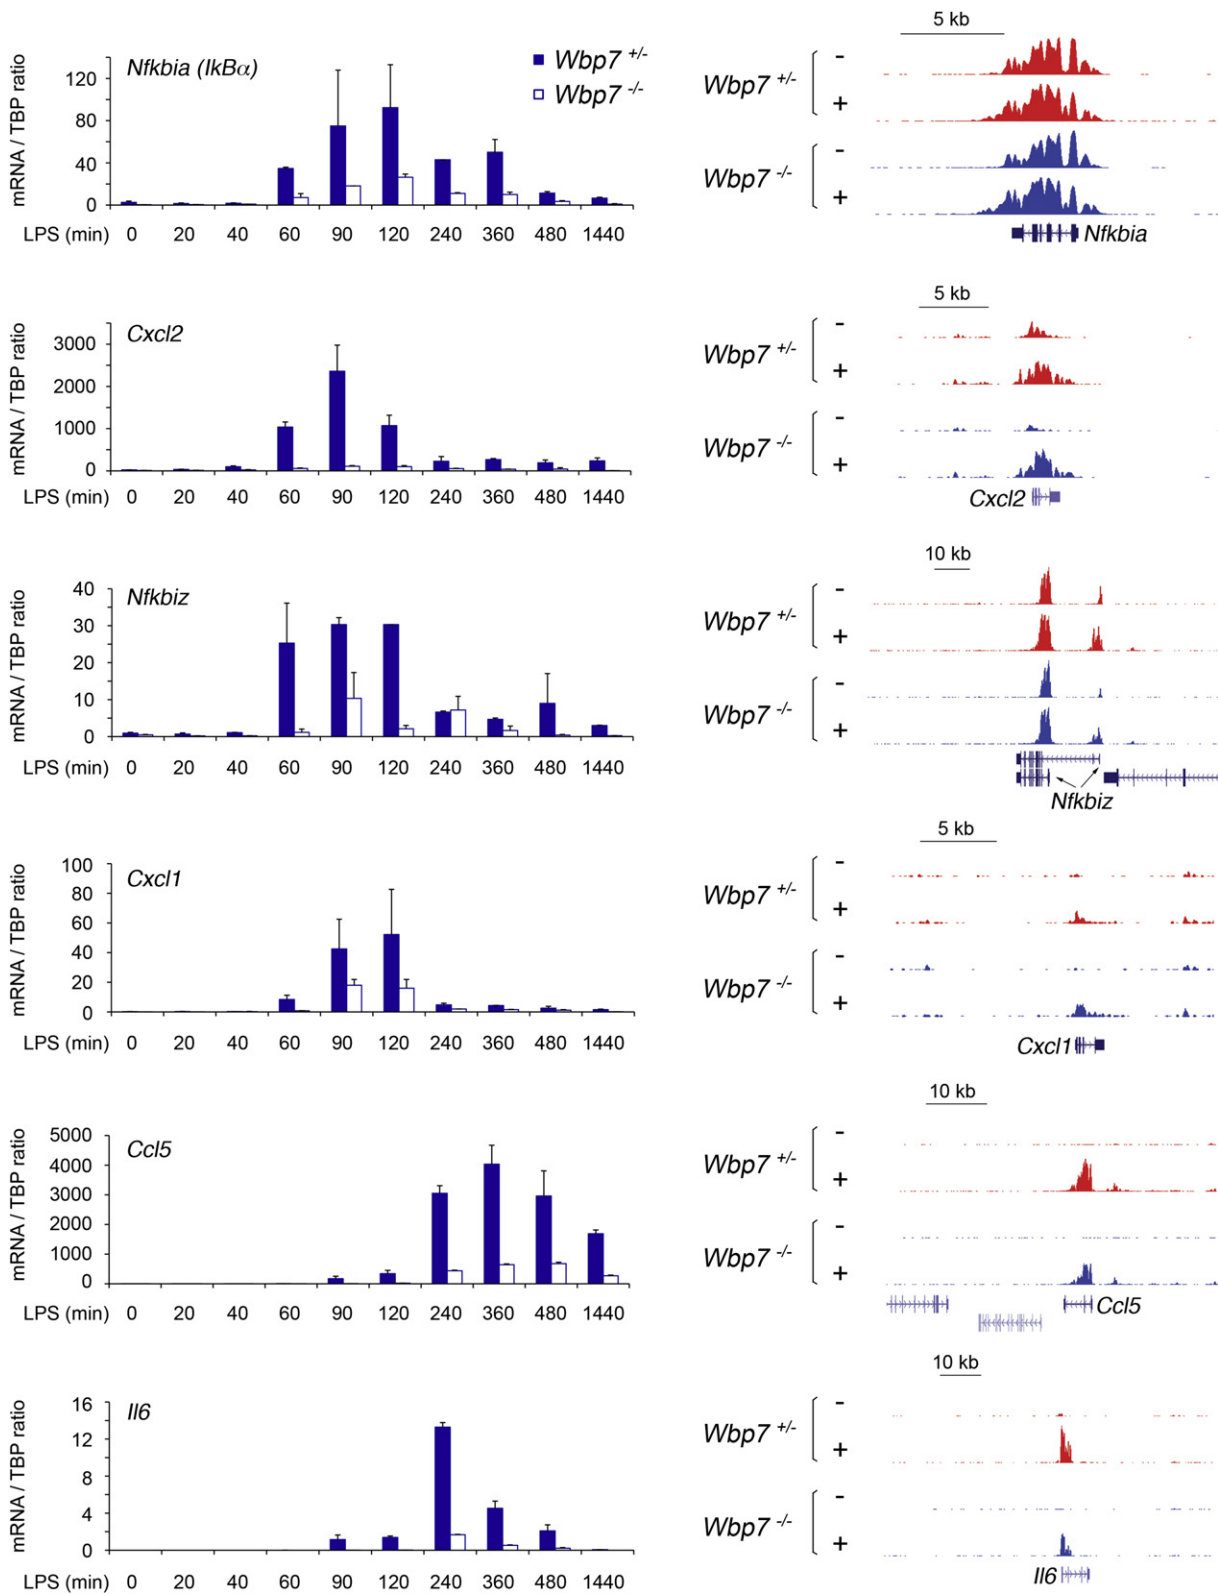 Nfkbia (IkBα)
Wbp7 +/-
Wbp7 -/-
mRNA / TBP ratio
120
80
40
0
LPS (min) 0 20 40 60 90 120 240 360 480 1440
5 kb
Wbp7 +/-
-
+
Wbp7 -/-
-
+
Nfkbia
Cxcl2
mRNA / TBP ratio
3000
2000
1000
0
LPS (min) 0 20 40 60 90 120 240 360 480 1440
5 kb
Wbp7 +/-
-
+
Wbp7 -/-
-
+
Cxcl2
Nfkbiz
mRNA / TBP ratio
40
30
20
10
0
LPS (min) 0 20 40 60 90 120 240 360 480 1440
10 kb
Wbp7 +/-
-
+
Wbp7 -/-
-
+
Nfkbiz
Cxcl1
mRNA / TBP ratio
100
80
60
40
20
0
LPS (min) 0 20 40 60 90 120 240 360 480 1440
5 kb
Wbp7 +/-
-
+
Wbp7 -/-
-
+
Cxcl1
Ccl5
mRNA / TBP ratio
5000
4000
3000
2000
1000
0
LPS (min) 0 20 40 60 90 120 240 360 480 1440
10 kb
Wbp7 +/-
-
+
Wbp7 -/-
-
+
Ccl5
Il6
mRNA / TBP ratio
16
12
8
4
0
LPS (min) 0 20 40 60 90 120 240 360 480 1440
10 kb
Wbp7 +/-
-
+
Wbp7 -/-
-
+
Il6